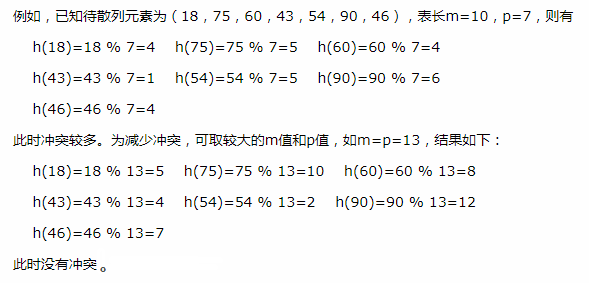 例如，已知待散列元素为（18，75，60，43，54，90，46），表长m=10，p=7，则有
h(18)=18 % 7=4 h(75)=75 % 7=5 h(60)=60 % 7=4
h(43)=43 % 7=1 h(54)=54 % 7=5 h(90)=90 % 7=6
h(46)=46 % 7=4
此时冲突较多。为减少冲突，可取较大的m值和p值，如m=p=13，结果如下：
h(18)=18 % 13=5 h(75)=75 % 13=10 h(60)=60 % 13=8
h(43)=43 % 13=4 h(54)=54 % 13=2 h(90)=90 % 13=12
h(46)=46 % 13=7
此时没有冲突。